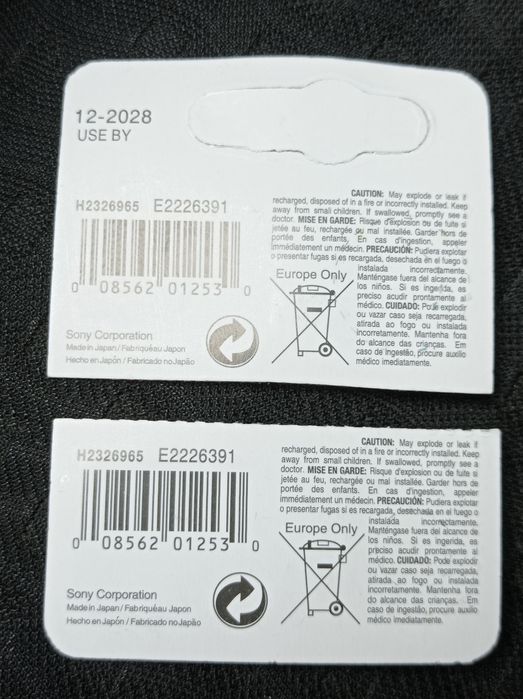 12-2028
USE BY
H2326965 E2226391
0 08562 01253 0
Sony Corporation
Made in Japan / Fabriquéau Japon
Hecho en Japón / Fabricado no Japão
CAUTION: May explode or leak if
recharged, disposed of in a fire or incorrectly installed. Keep
away from small children. If swallowed, promptly see a
doctor. MISE EN GARDE: Risque d'explosion ou de fuite si
jetée au feu, rechargée ou mal installée. Garder hors de
portée des enfants, En cas d'ingestion, appeler
immédiatement un médecin. PRECAUCIÓN: Pudiera explotar
o presentar fugas si es recargada, desechada en el fuego o
Europe Only
instalada incorrectamente.
Manténgase fuera del alcance de
los niños. Si es ingerida, es
preciso acudir prontamente al
médico. CUIDADO: Pode explodir
ou vazar caso seja recarregada,
atirada ao fogo ou instalada
incorretamente. Mantenha fora
do alcance das crianças. Em
caso de ingestão, procure auxílio
médico imediatamente.
H2326965 E2226391
0 08562 01253 0
Sony Corporation
Made in Japan / Fabriquéau Japon
Hecho en Japón / Fabricado no Japão
CAUTION: May explode or leak if
recharged, disposed of in a fire or incorrectly installed. Keep
away from small children. If swallowed, promptly see a
doctor. MISE EN GARDE: Risque d'explosion ou de fuite si
jetée au feu, rechargée ou mal installée. Garder hors de
portée des enfants. En cas d'ingestion, appeler
immédiatement un médecin. PRECAUCIÓN: Pudiera explotar
o presentar fugas si es recargada, desechada en el fuego o
Europe Only
instalada incorrectamente.
Manténgase fuera del alcance de
los niños. Si es ingerida, es
preciso acudir prontamente al
médico. CUIDADO: Pode explodir
ou vazar caso seja recarregada,
atirada ao fogo ou instalada
incorretamente. Mantenha fora
do alcance das crianças. Em
caso de ingestão, procure auxílio
médico imediatamente.